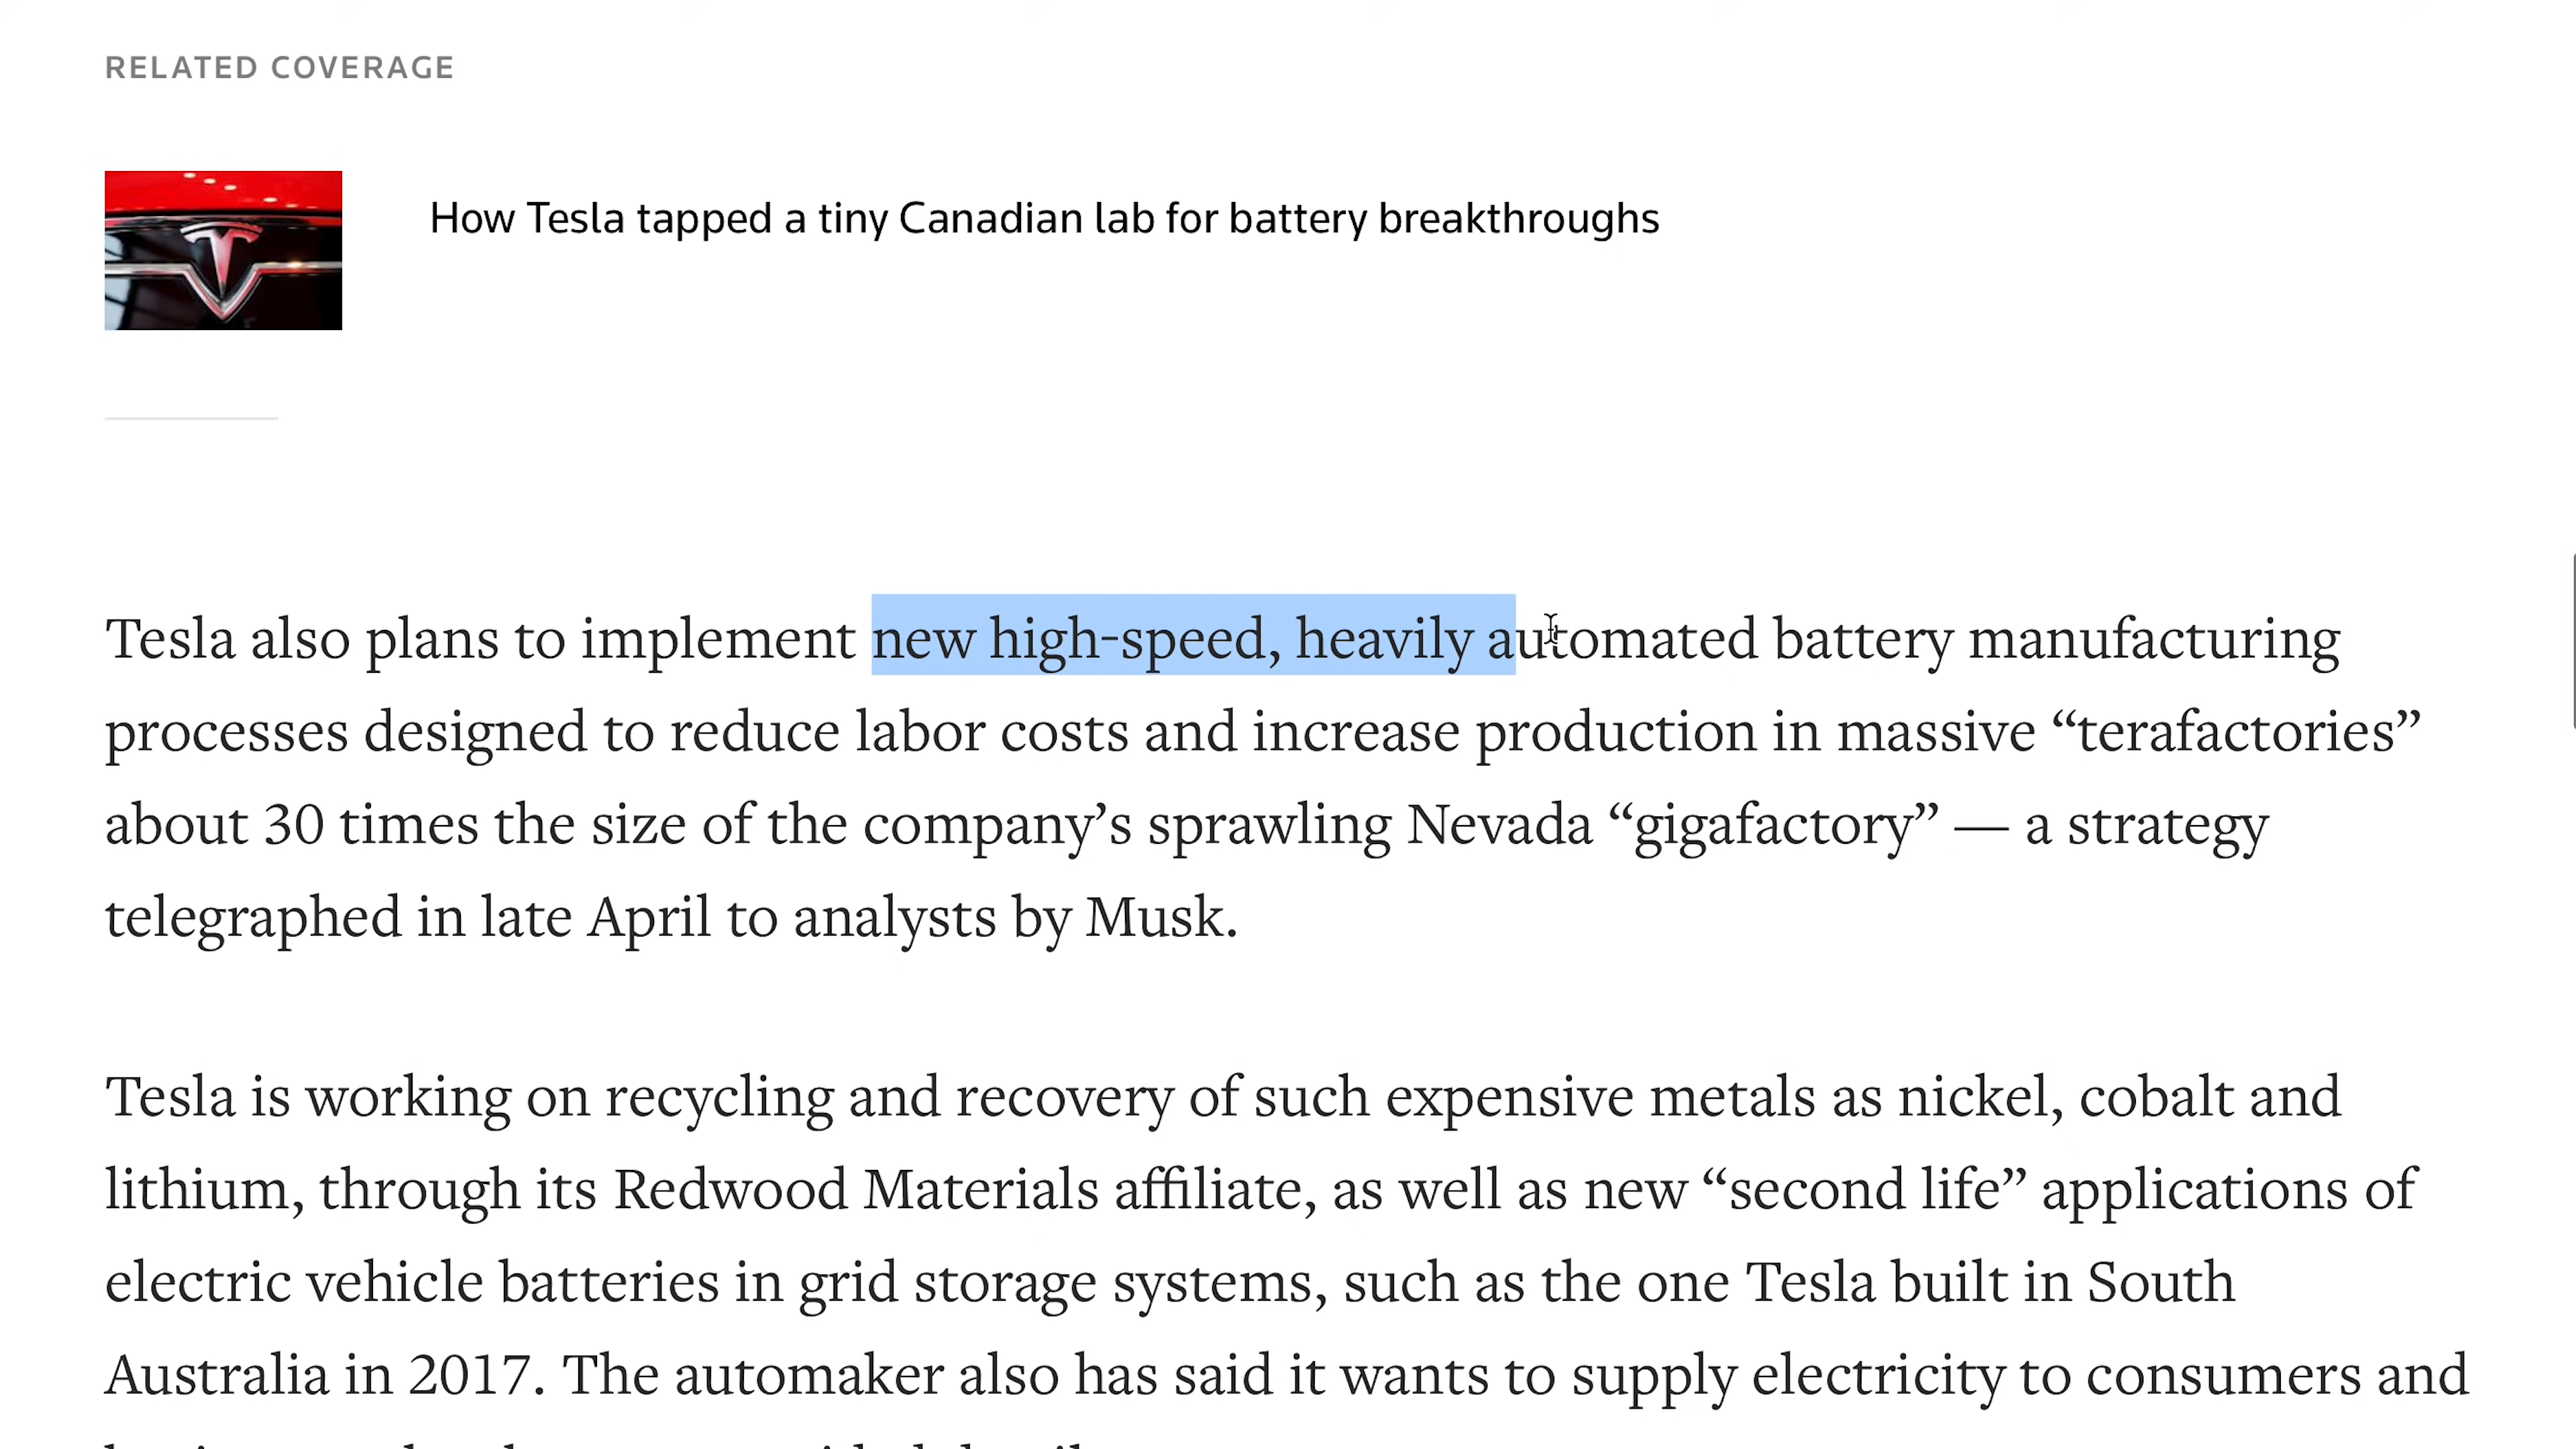 RELATED COVERAGE
How Tesla tapped a tiny Canadian lab for battery breakthroughs
Tesla also plans to implement new high-speed, heavily automated battery manufacturing
processes designed to reduce labor costs and increase production in massive “terafactories”
about 30 times the size of the company’s sprawling Nevada “gigafactory” — a strategy
telegraphed in late April to analysts by Musk.
Tesla is working on recycling and recovery of such expensive metals as nickel, cobalt and
lithium, through its Redwood Materials affiliate, as well as new “second life” applications of
electric vehicle batteries in grid storage systems, such as the one Tesla built in South
Australia in 2017. The automaker also has said it wants to supply electricity to consumers and